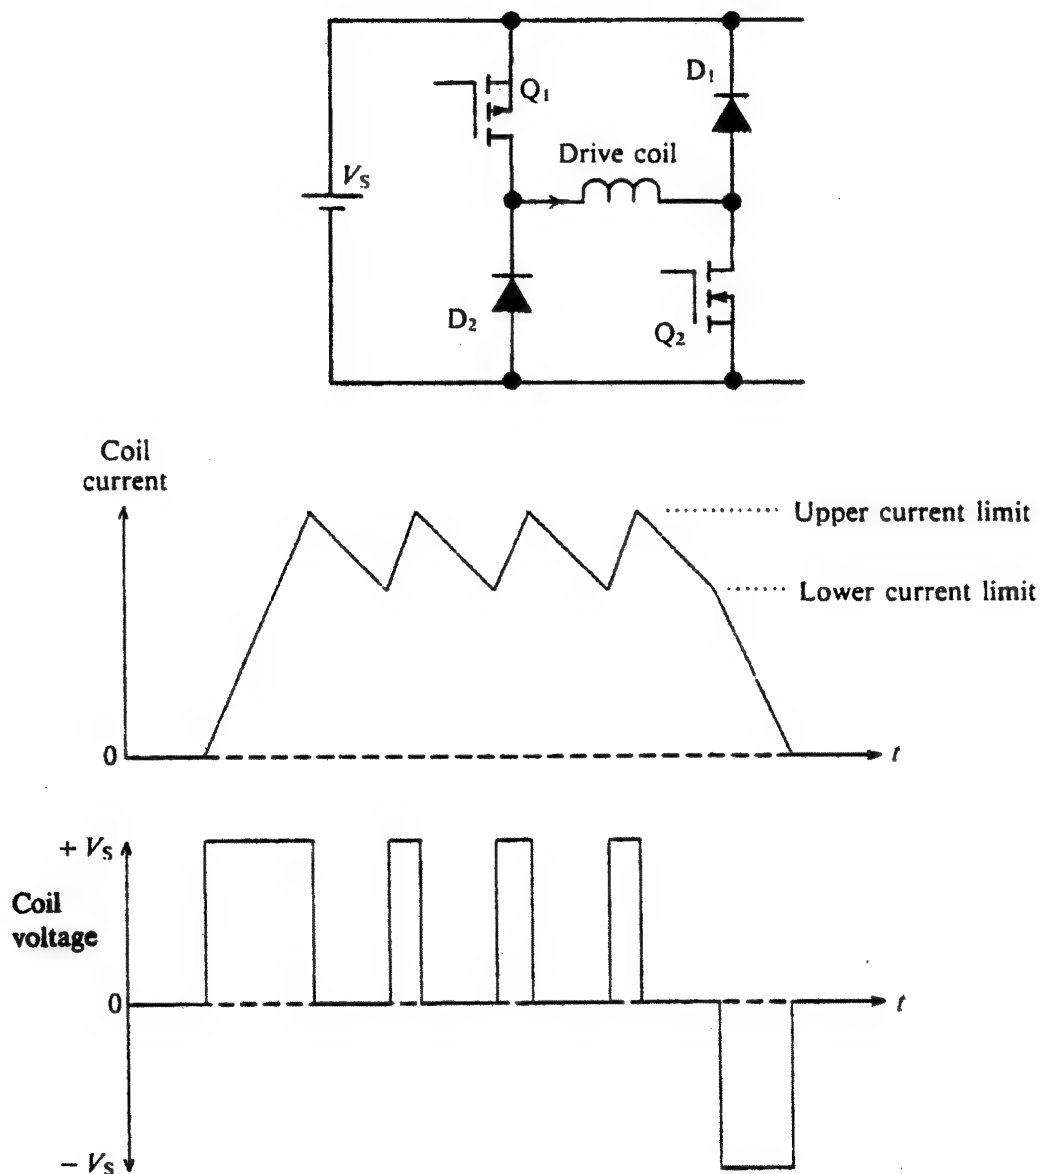 Q₁
D₁
Drive coil
V_S
D₂
Q₂
Coil
current
Upper current limit
Lower current limit
0
t
+ V_S
Coil
voltage
0
t
− V_S